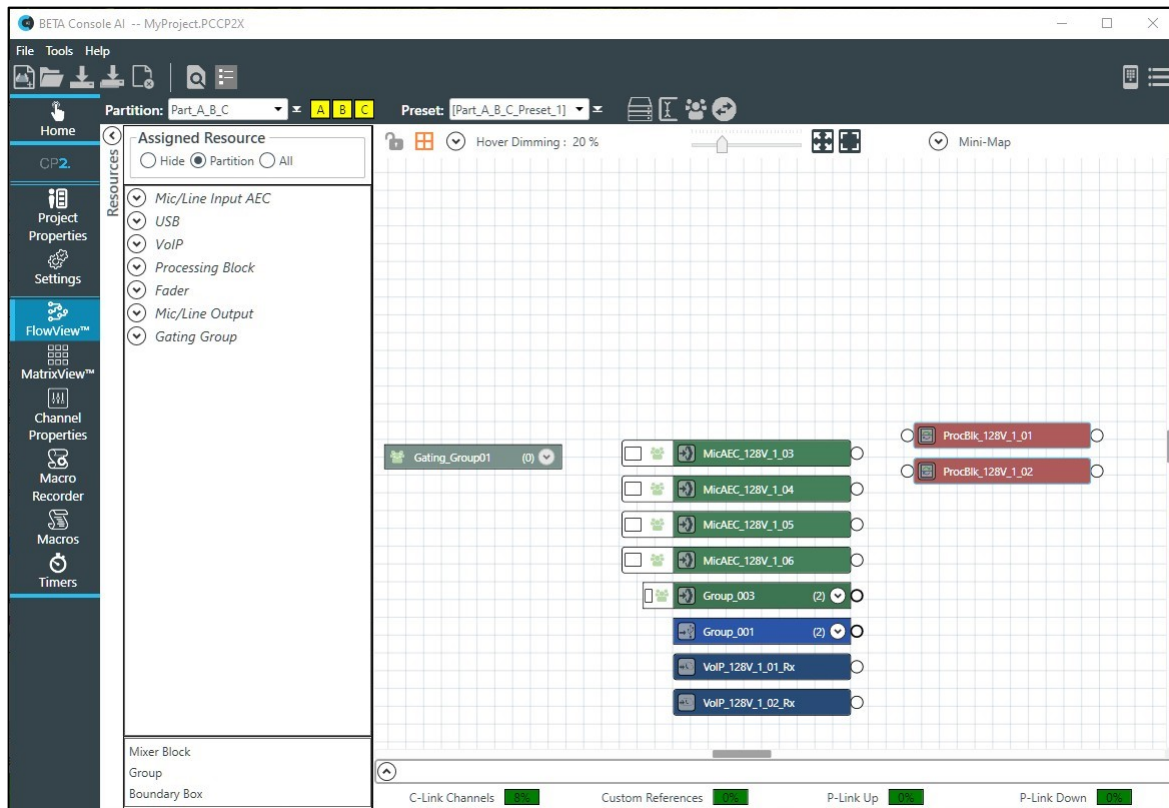 BETA Console AI -- MyProject.PCCP2X
File Tools Help
Partition: Part_A_B_C A B C Preset: [Part_A_B_C_Preset_1]
Home
CP2.
Project
Properties
Settings
FlowView™
MatrixView™
Channel
Properties
Macro
Recorder
Macros
Timers
Resources
Assigned Resource
Hide Partition All
Mic/Line Input AEC
USB
VoIP
Processing Block
Fader
Mic/Line Output
Gating Group
Mixer Block
Group
Boundary Box
Hover Dimming : 20 %
Mini-Map
Gating_Group01 (0)
MicAEC_128V_1_03
MicAEC_128V_1_04
MicAEC_128V_1_05
MicAEC_128V_1_06
Group_003 (2)
Group_001 (2)
VoIP_128V_1_01_Rx
VoIP_128V_1_02_Rx
ProcBlk_128V_1_01
ProcBlk_128V_1_02
C-Link Channels 8% Custom References 0% P-Link Up 0% P-Link Down 0%